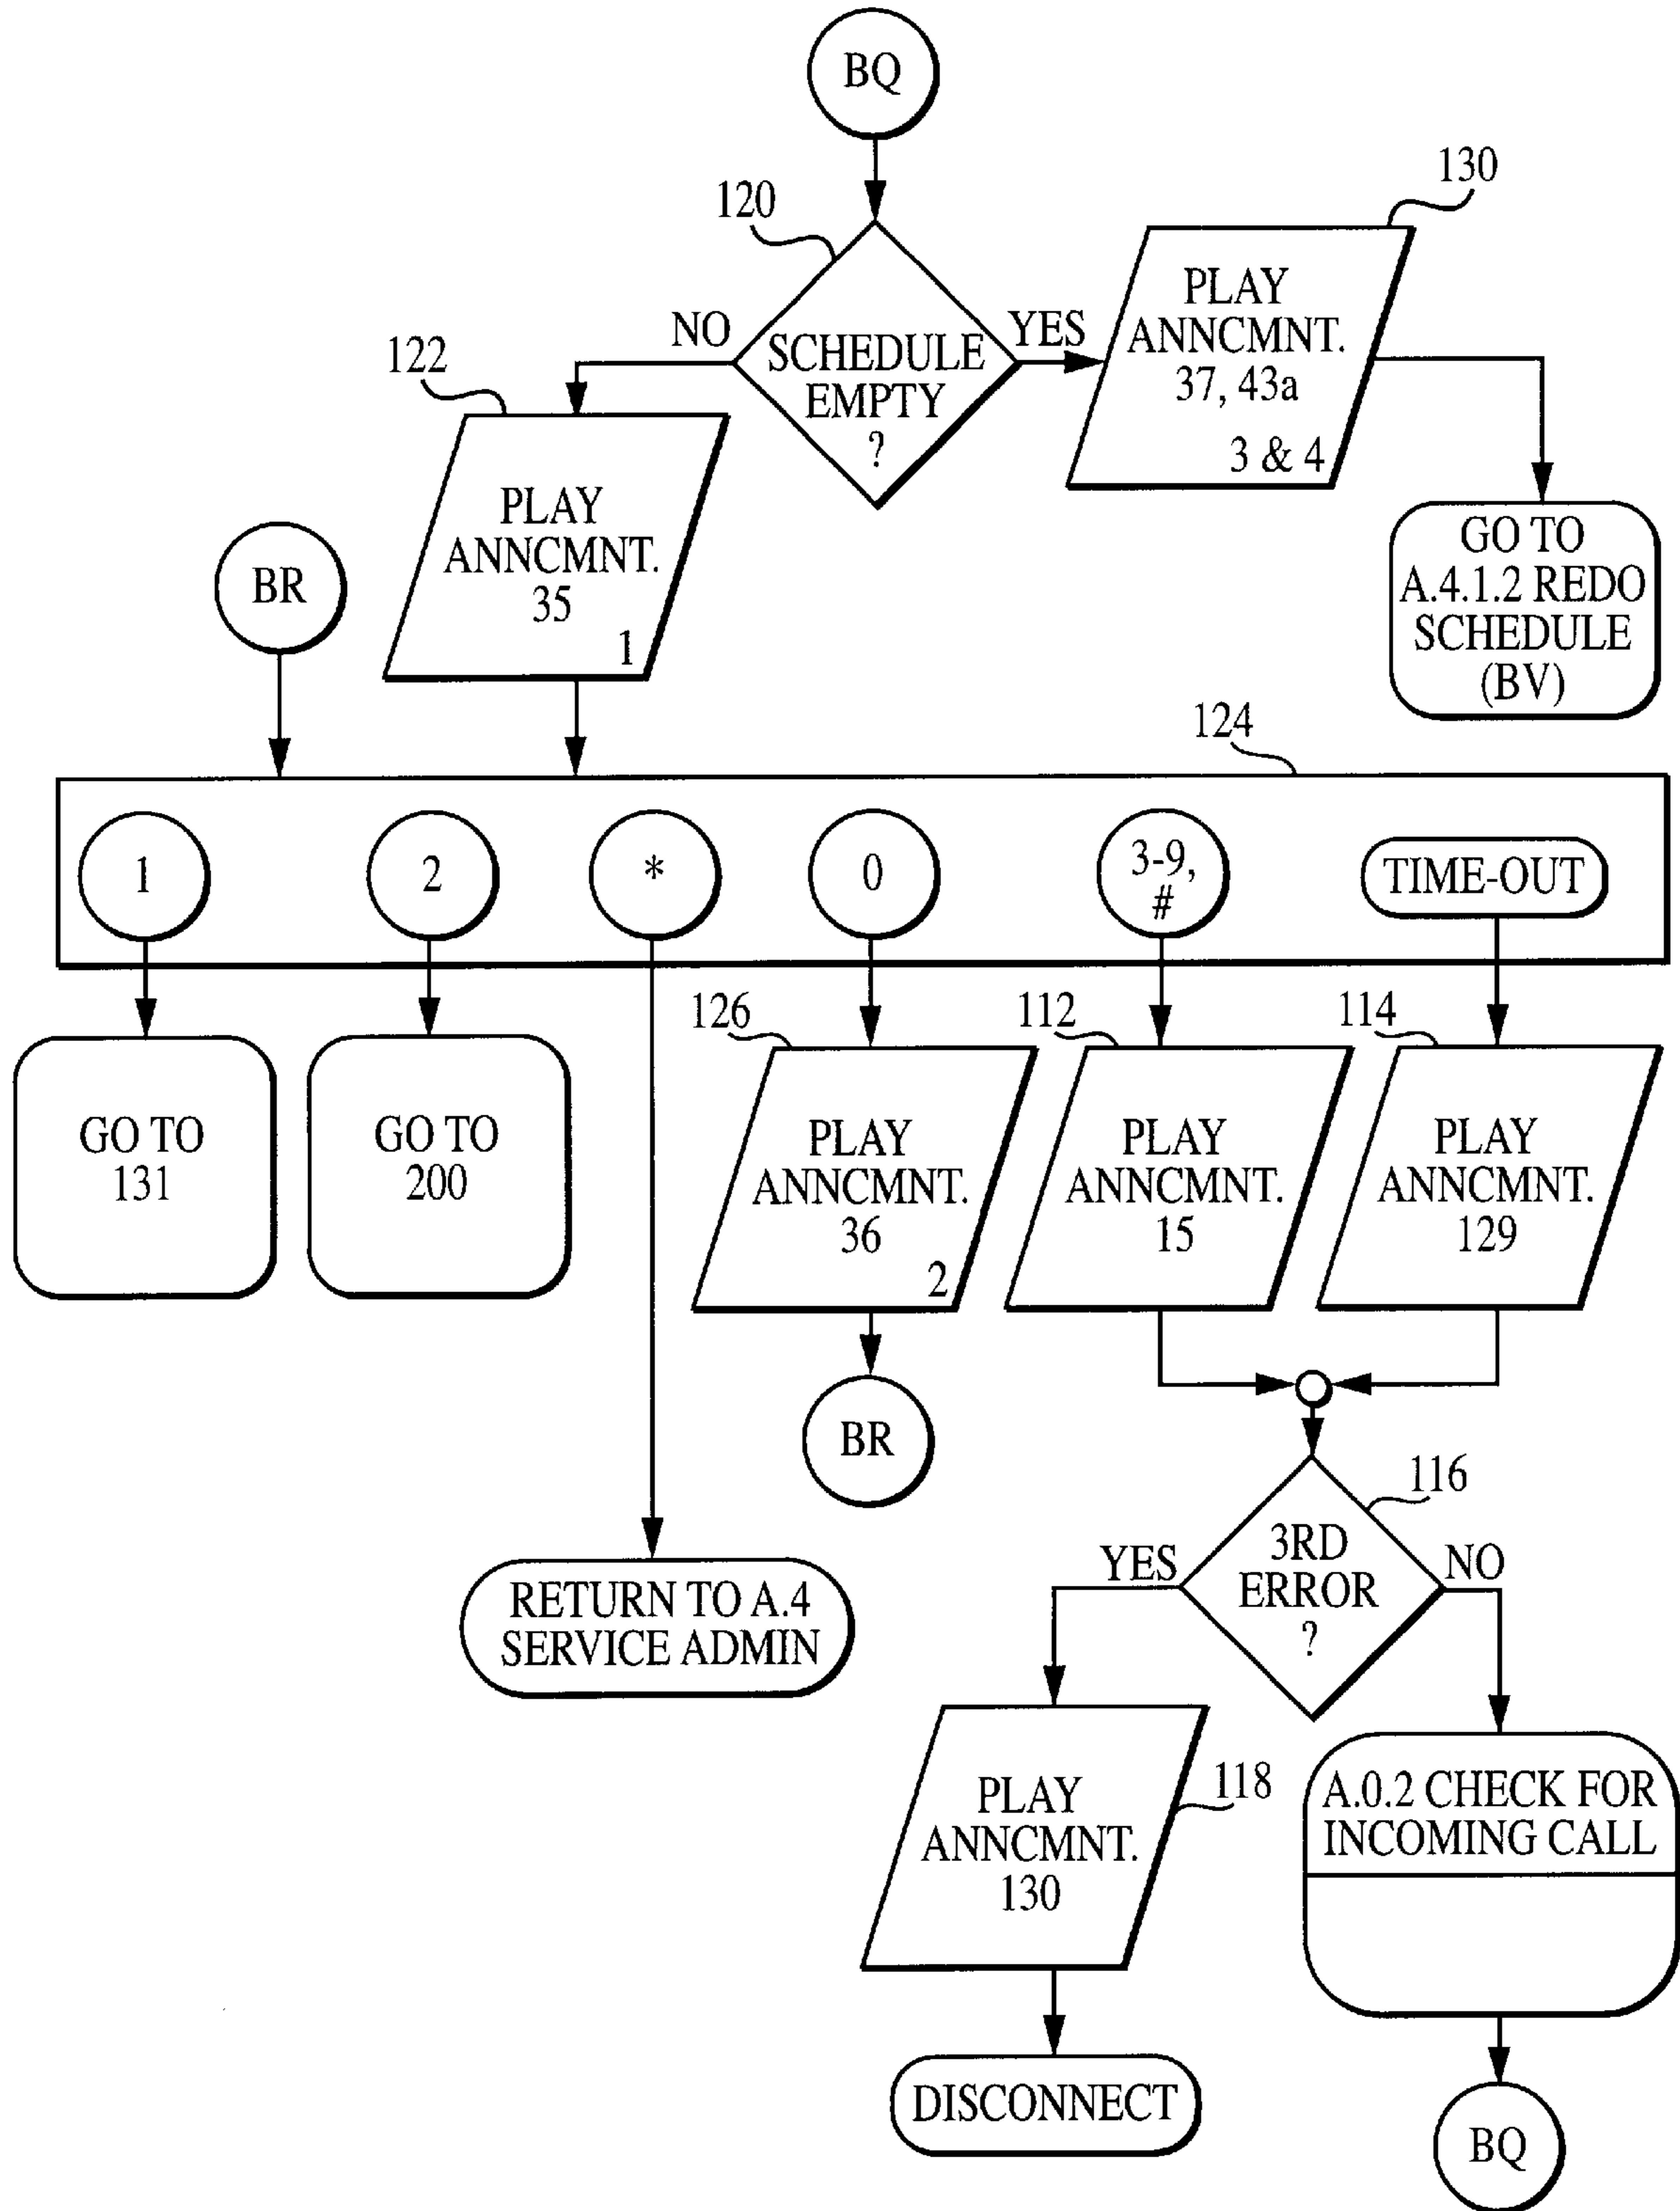 BQ
120
130
NO
SCHEDULE
EMPTY
?
YES
PLAY
ANNCMNT.
37, 43a
3 & 4
122
PLAY
ANNCMNT.
35
1
BR
GO TO
A.4.1.2 REDO
SCHEDULE
(BV)
124
1
2
*
0
3-9,
#
TIME-OUT
126
112
114
GO TO
131
GO TO
200
PLAY
ANNCMNT.
36
2
PLAY
ANNCMNT.
15
PLAY
ANNCMNT.
129
BR
116
YES
3RD
ERROR
?
NO
RETURN TO A.4
SERVICE ADMIN
118
PLAY
ANNCMNT.
130
A.0.2 CHECK FOR
INCOMING CALL
DISCONNECT
BQ